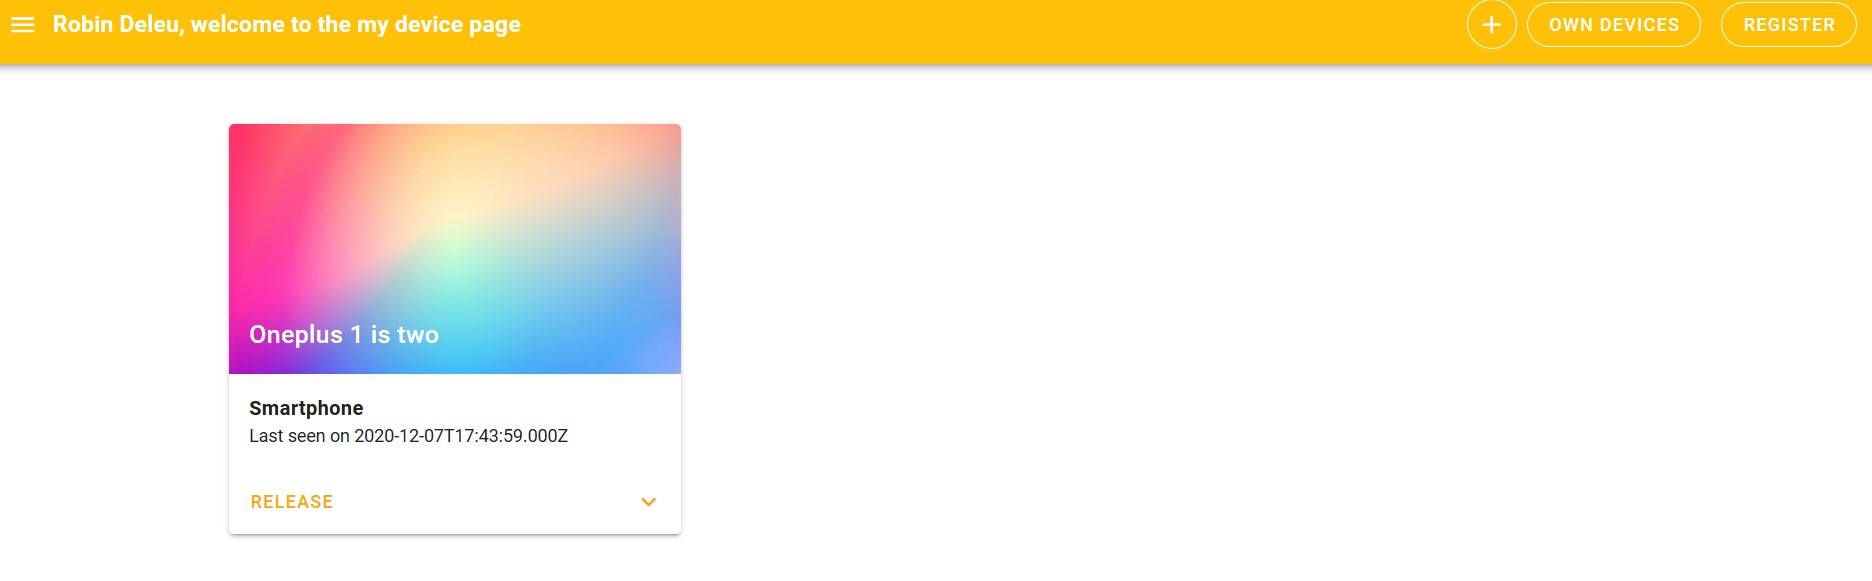 Robin Deleu, welcome to the my device page
OWN DEVICES
REGISTER
Oneplus 1 is two
Smartphone
Last seen on 2020-12-07T17:43:59.000Z
RELEASE